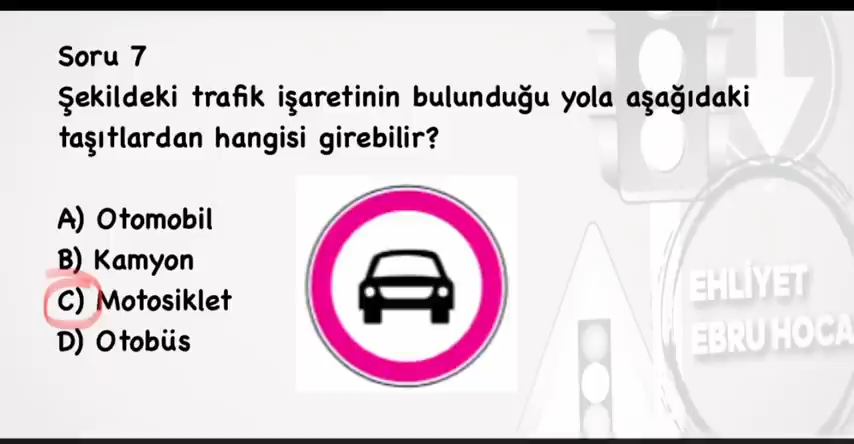 Soru 7
Şekildeki trafik işaretinin bulunduğu yola aşağıdaki
taşıtlardan hangisi girebilir?
A) Otomobil
B) Kamyon
C) Motosiklet
D) Otobüs
EHLİYET
EBRU HOCA